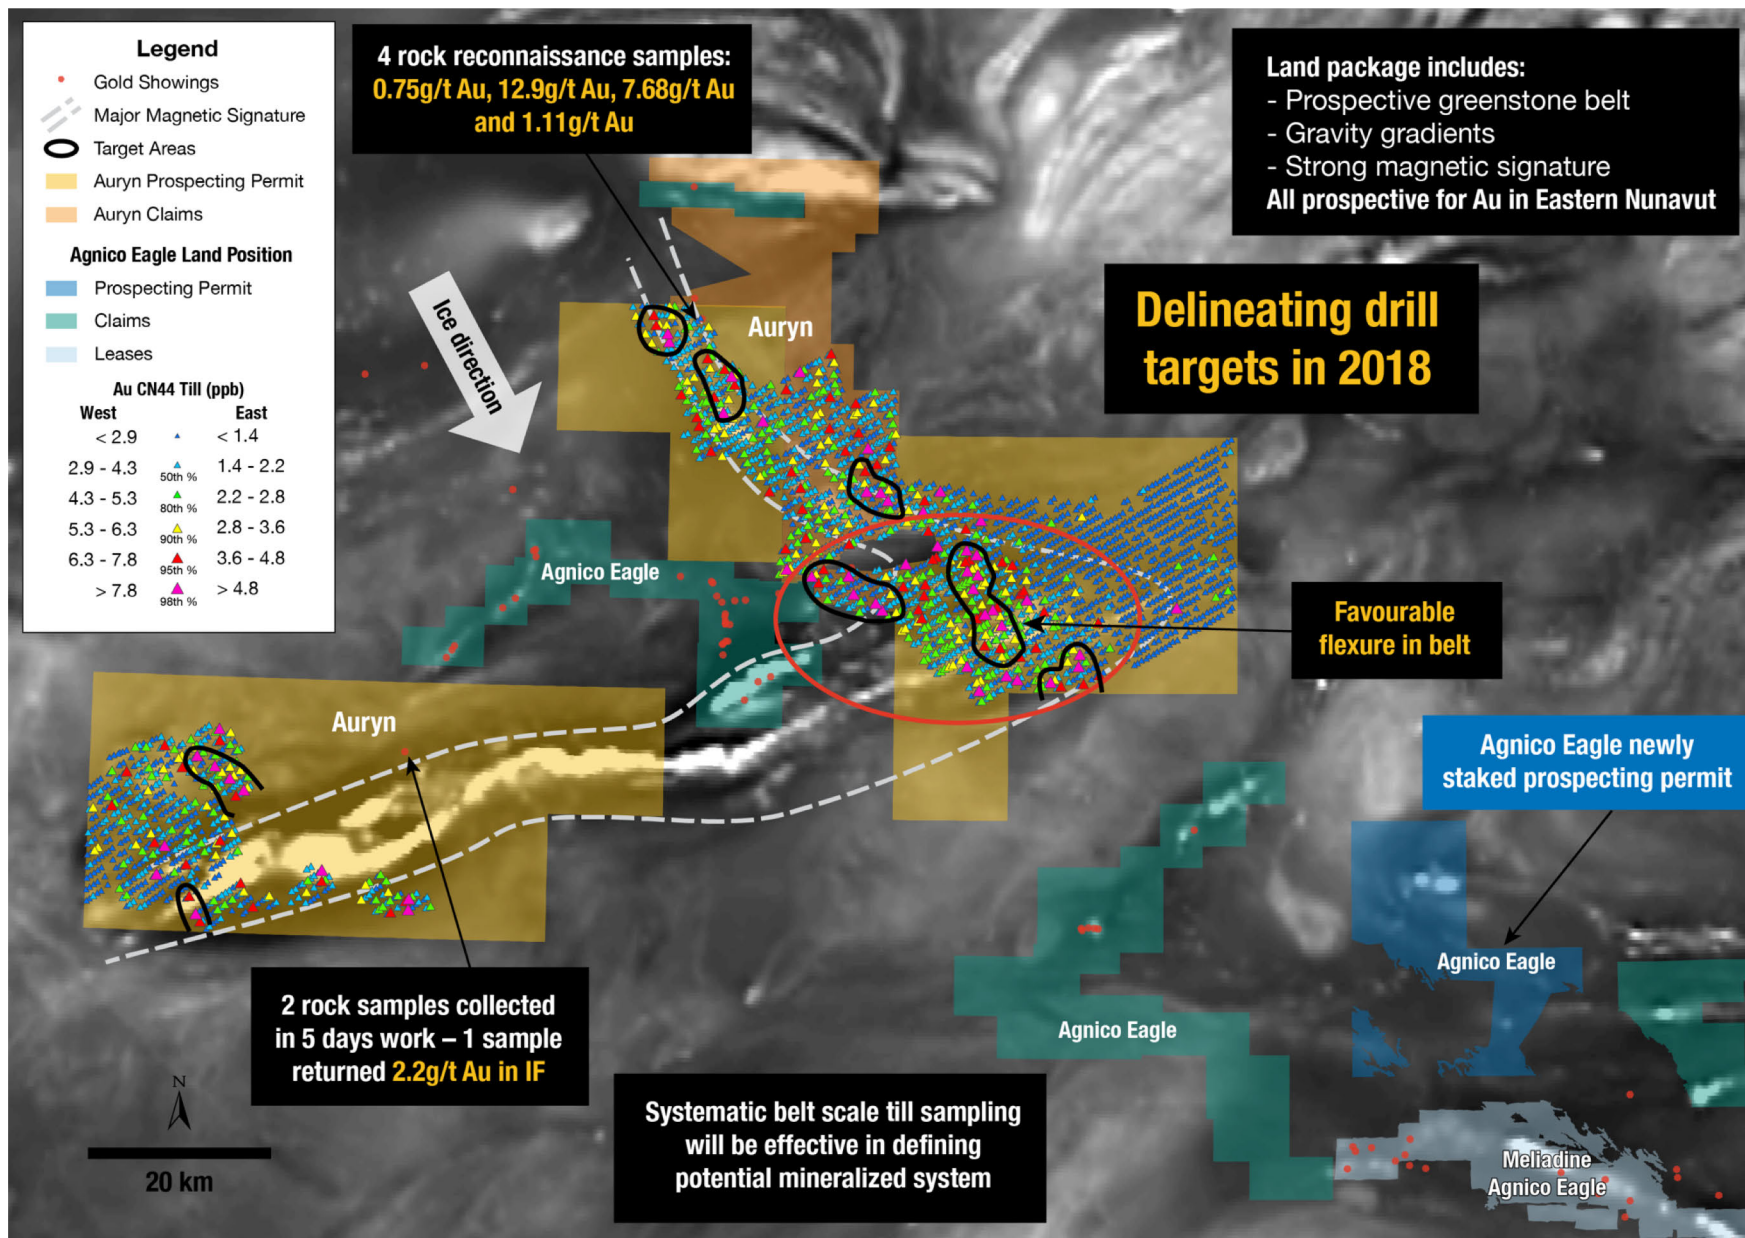 Legend
Gold Showings
Major Magnetic Signature
Target Areas
Auryn Prospecting Permit
Auryn Claims
Agnico Eagle Land Position
Prospecting Permit
Claims
Leases
Au CN44 Till (ppb)
West East
< 2.9 < 1.4
2.9 - 4.3 50th % 1.4 - 2.2
4.3 - 5.3 80th % 2.2 - 2.8
5.3 - 6.3 90th % 2.8 - 3.6
6.3 - 7.8 95th % 3.6 - 4.8
> 7.8 98th % > 4.8
4 rock reconnaissance samples:
0.75g/t Au, 12.9g/t Au, 7.68g/t Au
and 1.11g/t Au
Land package includes:
- Prospective greenstone belt
- Gravity gradients
- Strong magnetic signature
All prospective for Au in Eastern Nunavut
Delineating drill
targets in 2018
Ice direction
Auryn
Agnico Eagle
Favourable
flexure in belt
Auryn
Agnico Eagle newly
staked prospecting permit
Agnico Eagle
Agnico Eagle
2 rock samples collected
in 5 days work – 1 sample
returned 2.2g/t Au in IF
Systematic belt scale till sampling
will be effective in defining
potential mineralized system
Meliadine
Agnico Eagle
N
20 km